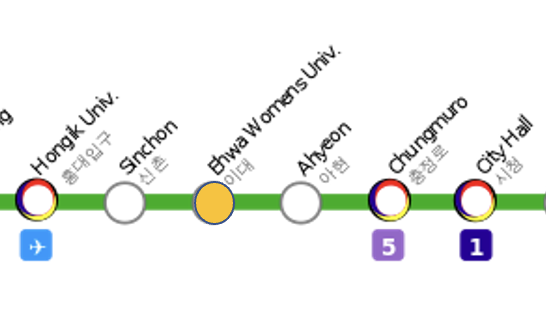 g
Hongik Univ.
홍대입구
Sinchon
신촌
Ehwa Womens Univ.
이대
Ahyeon
아현
Chungmuro
충정로
City Hall
시청
5
1